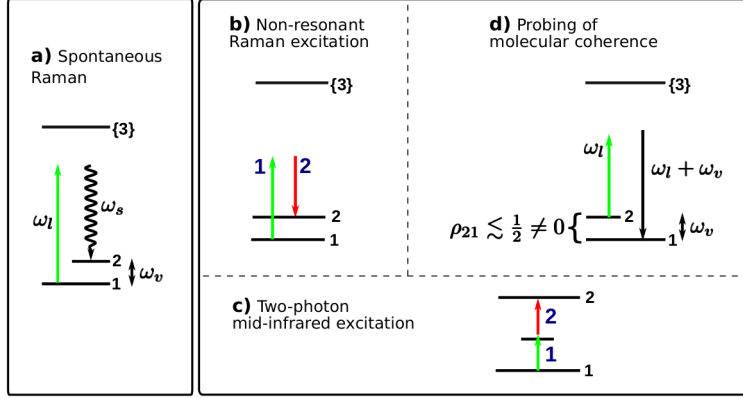 a) Spontaneous
Raman
{3}
ω_l
ω_s
2
1
ω_v
b) Non-resonant
Raman excitation
{3}
1
2
2
1
d) Probing of
molecular coherence
{3}
ω_l
ω_l + ω_v
ρ_21 ≲ 1/2 ≠ 0 {
2
1
ω_v
c) Two-photon
mid-infrared excitation
2
2
1
1